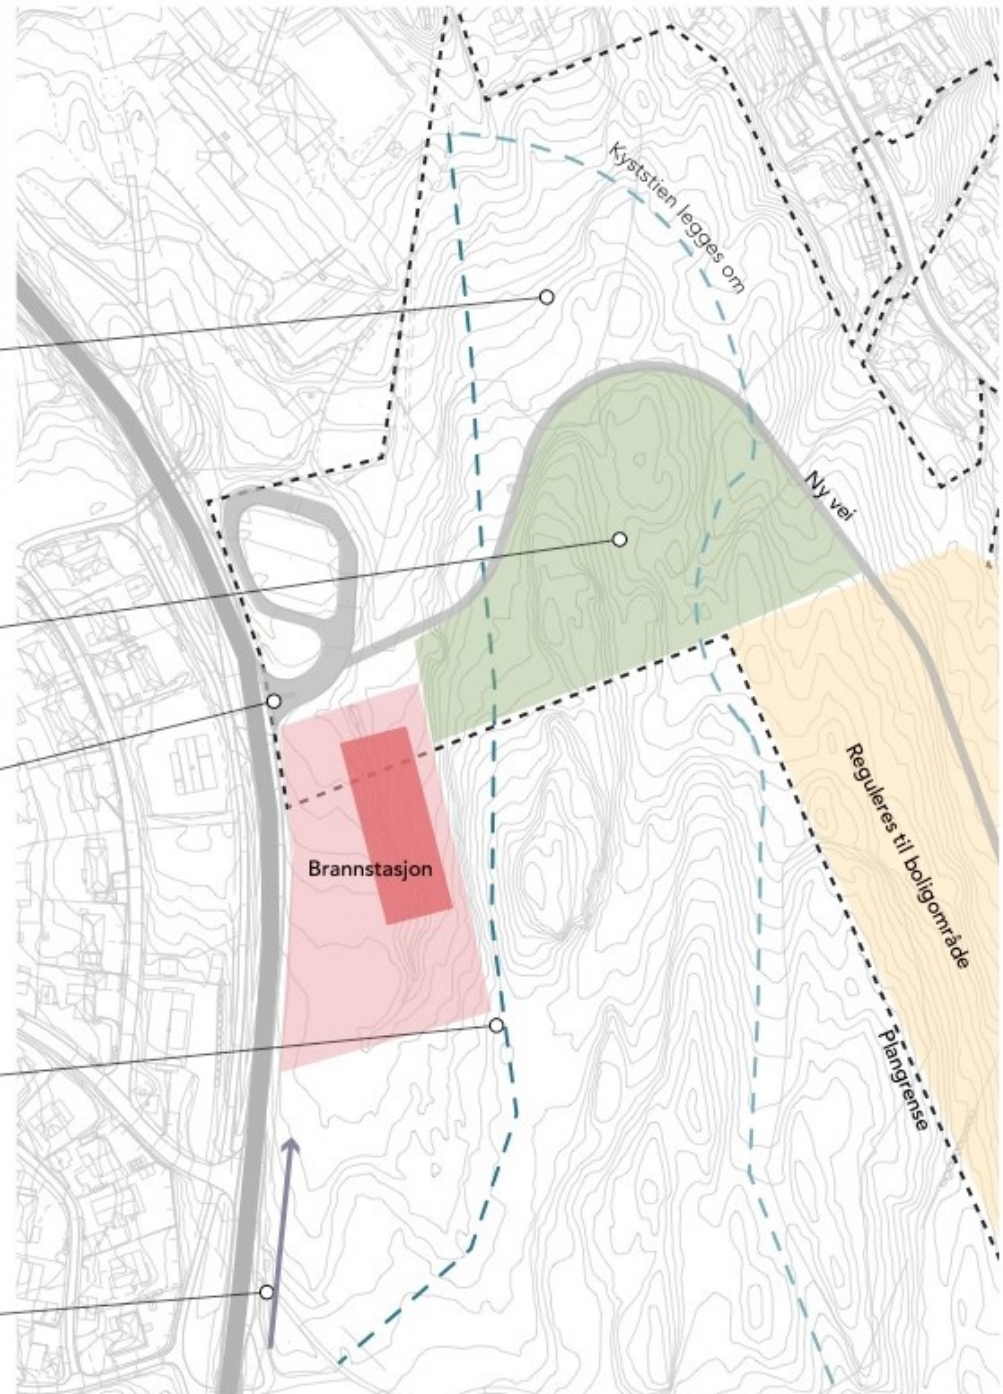 Kyststien legges om
Ny vei
Reguleres til boligområde
Brannstasjon
Plangrense